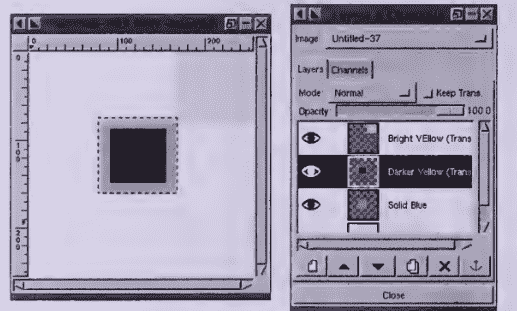 0 100 200
0
100
200
Image: Untitled-37
Layers Channels
Mode: Normal Keep Trans.
Opacity: 100.0
Bright YEllow (Trans
Darker Yellow (Trans
Solid Blue
Close